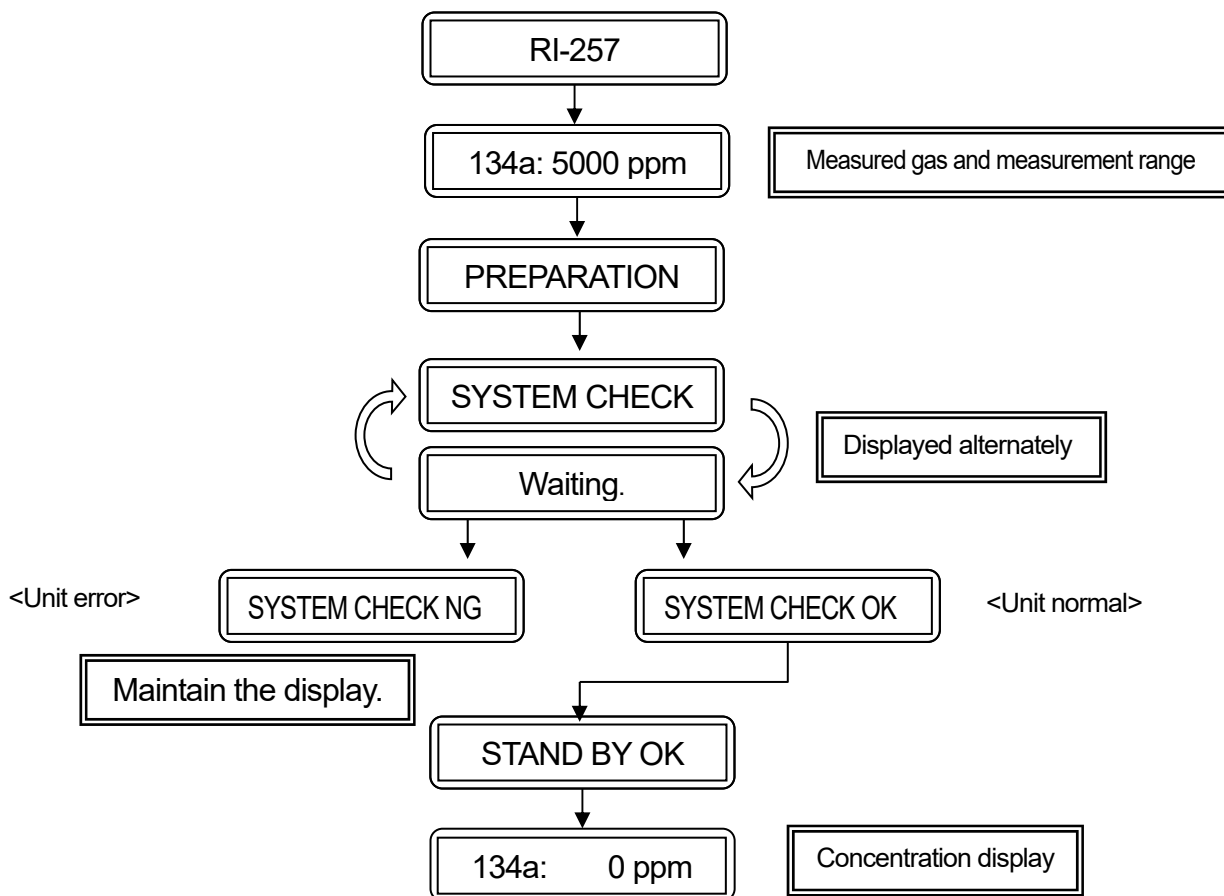 RI-257
134a: 5000 ppm
Measured gas and measurement range
PREPARATION
SYSTEM CHECK
Displayed alternately
Waiting.
<Unit error>
SYSTEM CHECK NG
SYSTEM CHECK OK
<Unit normal>
Maintain the display.
STAND BY OK
134a: 0 ppm
Concentration display